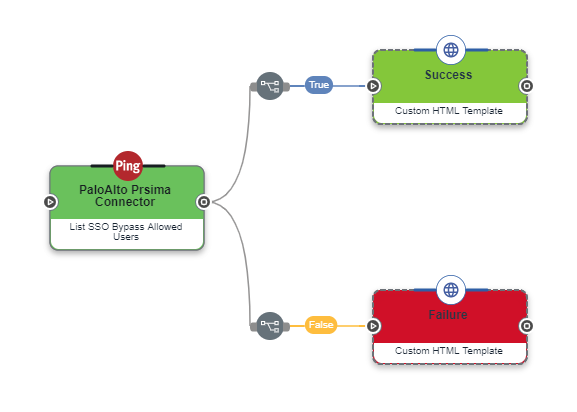 Ping
PaloAlto Prsima
Connector
List SSO Bypass Allowed
Users
True
Success
Custom HTML Template
False
Failure
Custom HTML Template